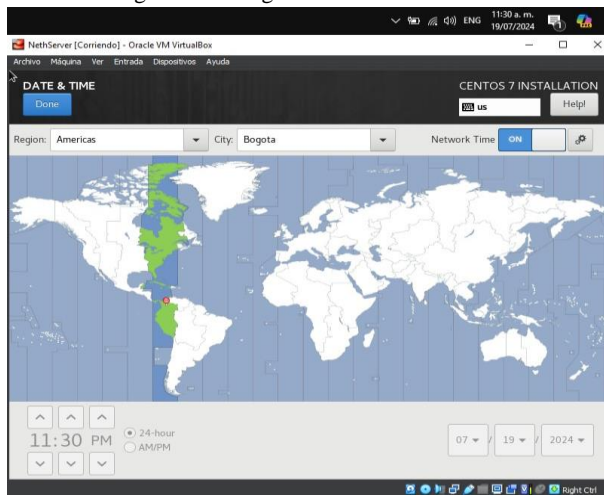 11:30 a. m.
ENG
19/07/2024
NethServer [Corriendo] - Oracle VM VirtualBox
Archivo Máquina Ver Entrada Dispositivos Ayuda
DATE & TIME
CENTOS 7 INSTALLATION
Done
us
Help!
Region: Americas City: Bogota Network Time ON
11:30 PM
24-hour
AM/PM
07 / 19 / 2024
Right Ctrl